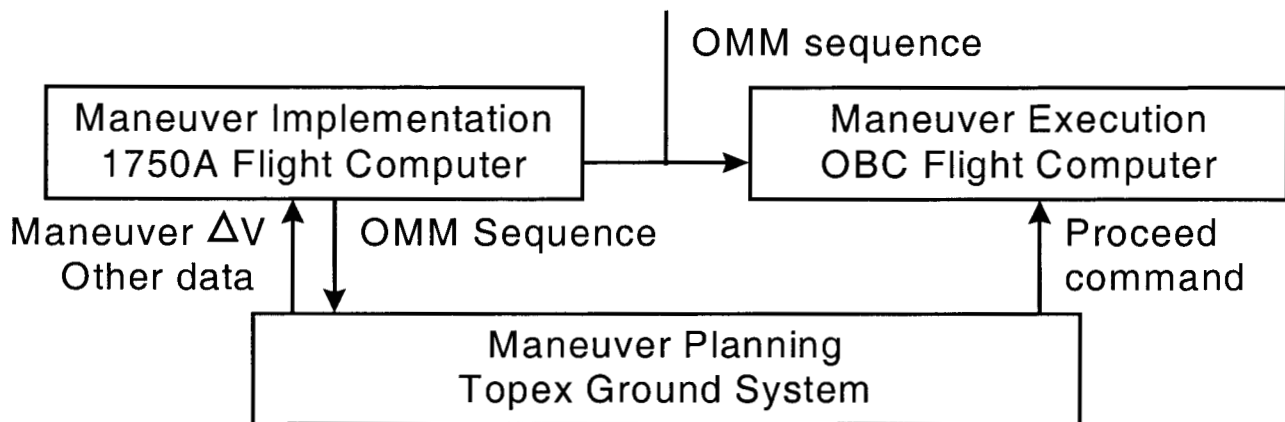 OMM sequence
Maneuver Implementation
1750A Flight Computer
Maneuver Execution
OBC Flight Computer
Maneuver ΔV
Other data
OMM Sequence
Proceed
command
Maneuver Planning
Topex Ground System